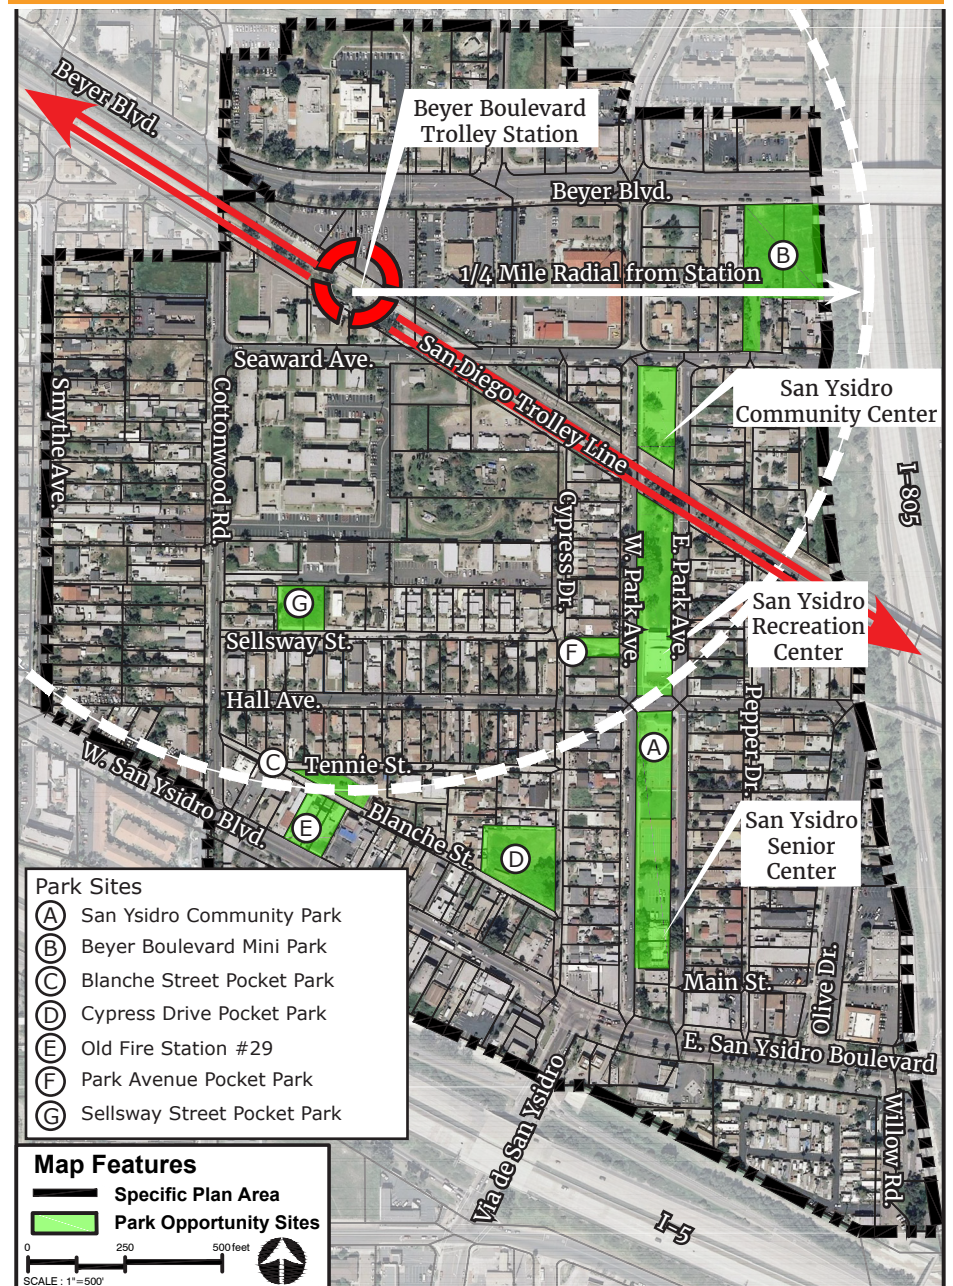 Beyer Blvd.
Beyer Boulevard
Trolley Station
Beyer Blvd.
B
1/4 Mile Radial from Station
Seaward Ave.
San Diego Trolley Line
San Ysidro
Community Center
Smythe Ave.
Cottonwood Rd.
I-805
Cypress Dr.
W. Park Ave.
E. Park Ave.
G
San Ysidro
Recreation
Center
Sellsway St.
F
Hall Ave.
Pepper Dr.
A
C
Tennie St.
W. San Ysidro Blvd.
E
Blanche St.
D
San Ysidro
Senior
Center
Main St.
Olive Dr.
E. San Ysidro Boulevard
Willow Rd.
Via de San Ysidro
I-5
Park Sites
A San Ysidro Community Park
B Beyer Boulevard Mini Park
C Blanche Street Pocket Park
D Cypress Drive Pocket Park
E Old Fire Station #29
F Park Avenue Pocket Park
G Sellsway Street Pocket Park
Map Features
Specific Plan Area
Park Opportunity Sites
0 250 500 feet
SCALE : 1"=500'